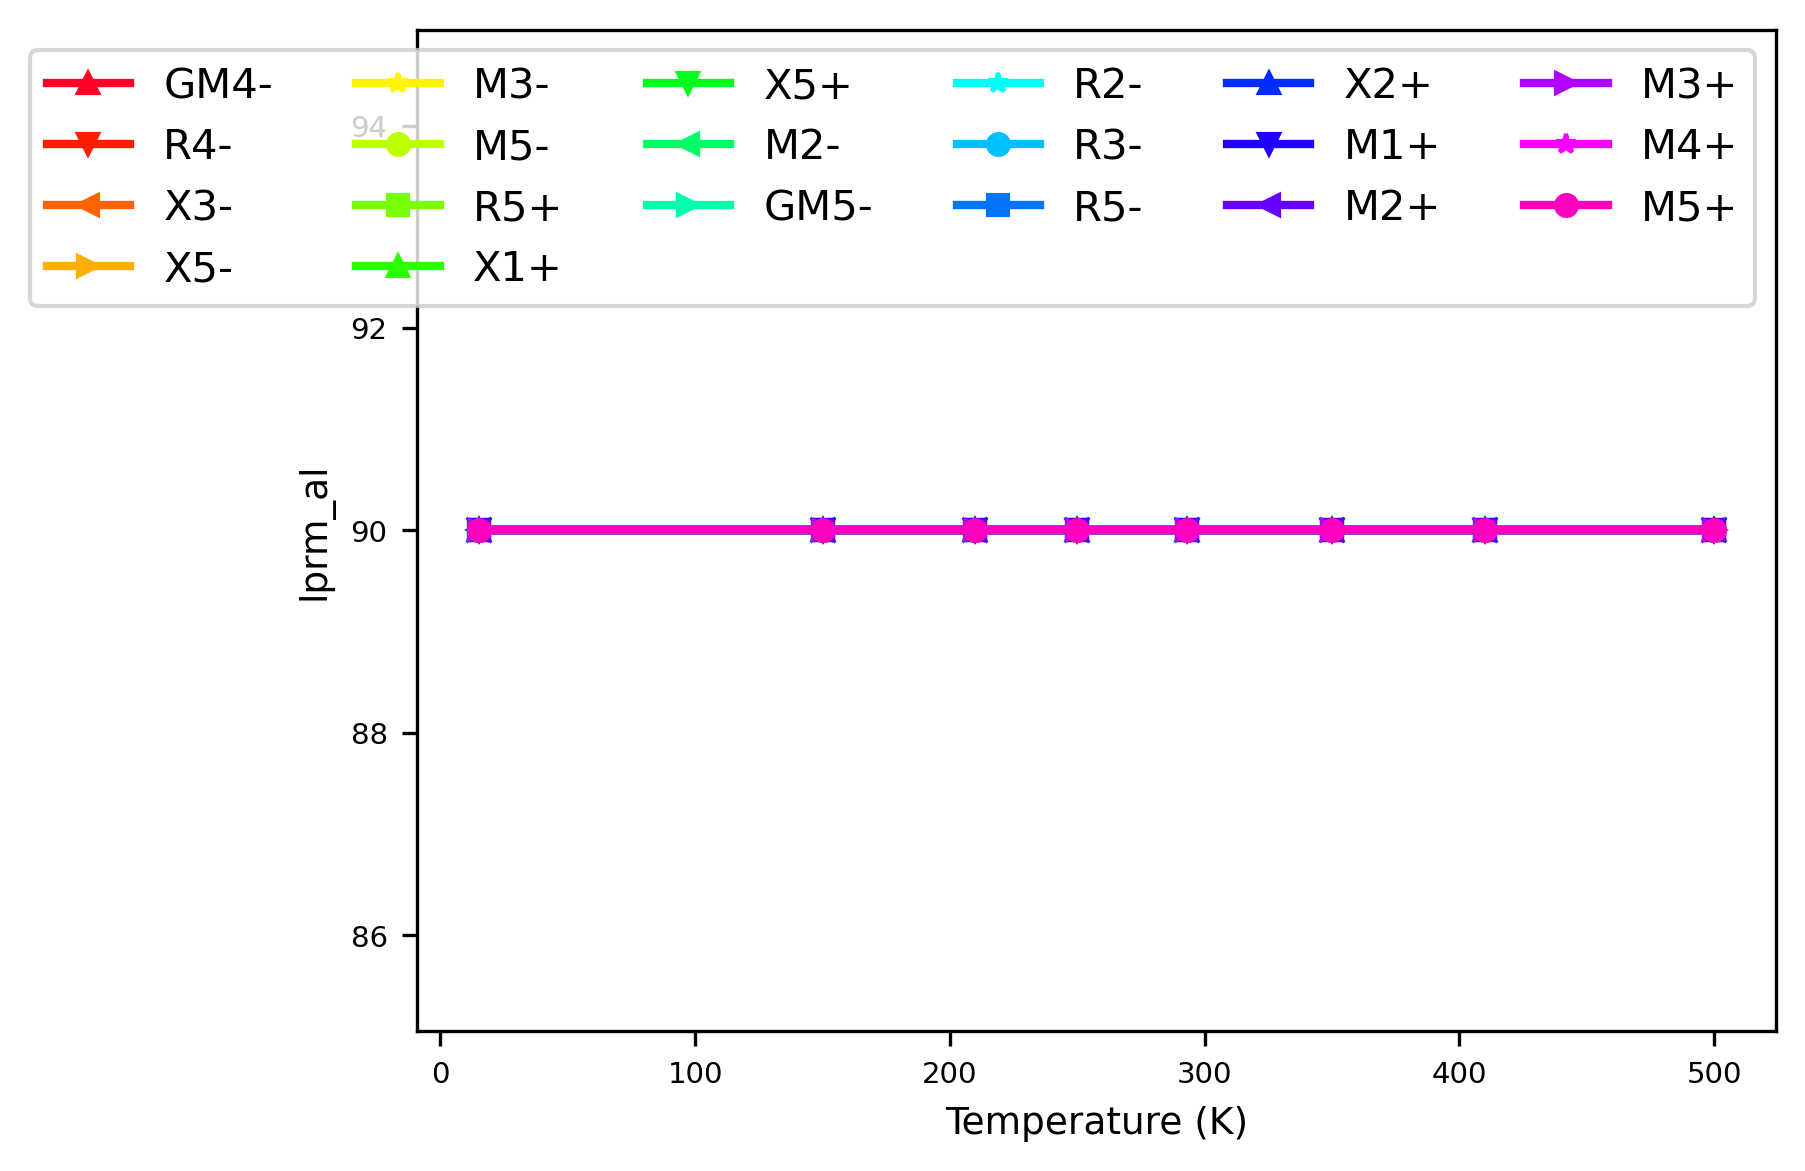 GM4- M3- X5+ R2- X2+ M3+
R4- M5- M2- R3- M1+ M4+
X3- R5+ GM5- R5- M2+ M5+
X5- X1+
94
92
90
88
86
lprm_al
0 100 200 300 400 500
Temperature (K)